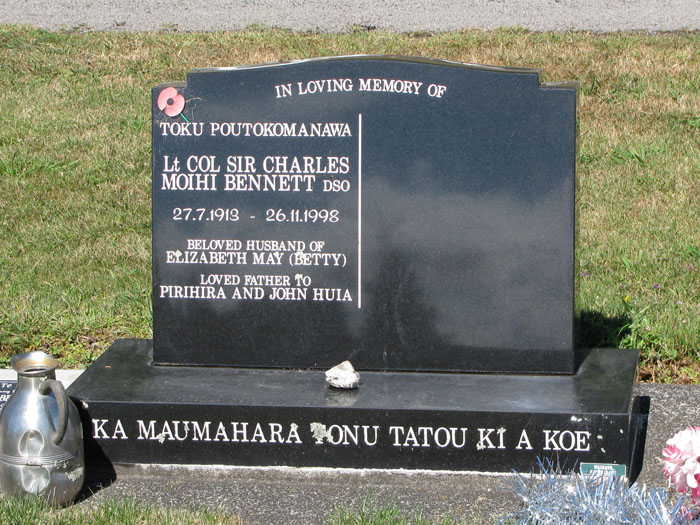 IN LOVING MEMORY OF
TOKU POUTOKOMANAWA
Lt COL SIR CHARLES
MOIHI BENNETT DSO
27.7.1913 - 26.11.1998
BELOVED HUSBAND OF
ELIZABETH MAY (BETTY)
LOVED FATHER TO
PIRIHIRA AND JOHN HUIA
KA MAUMAHARA TONU TATOU KI A KOE